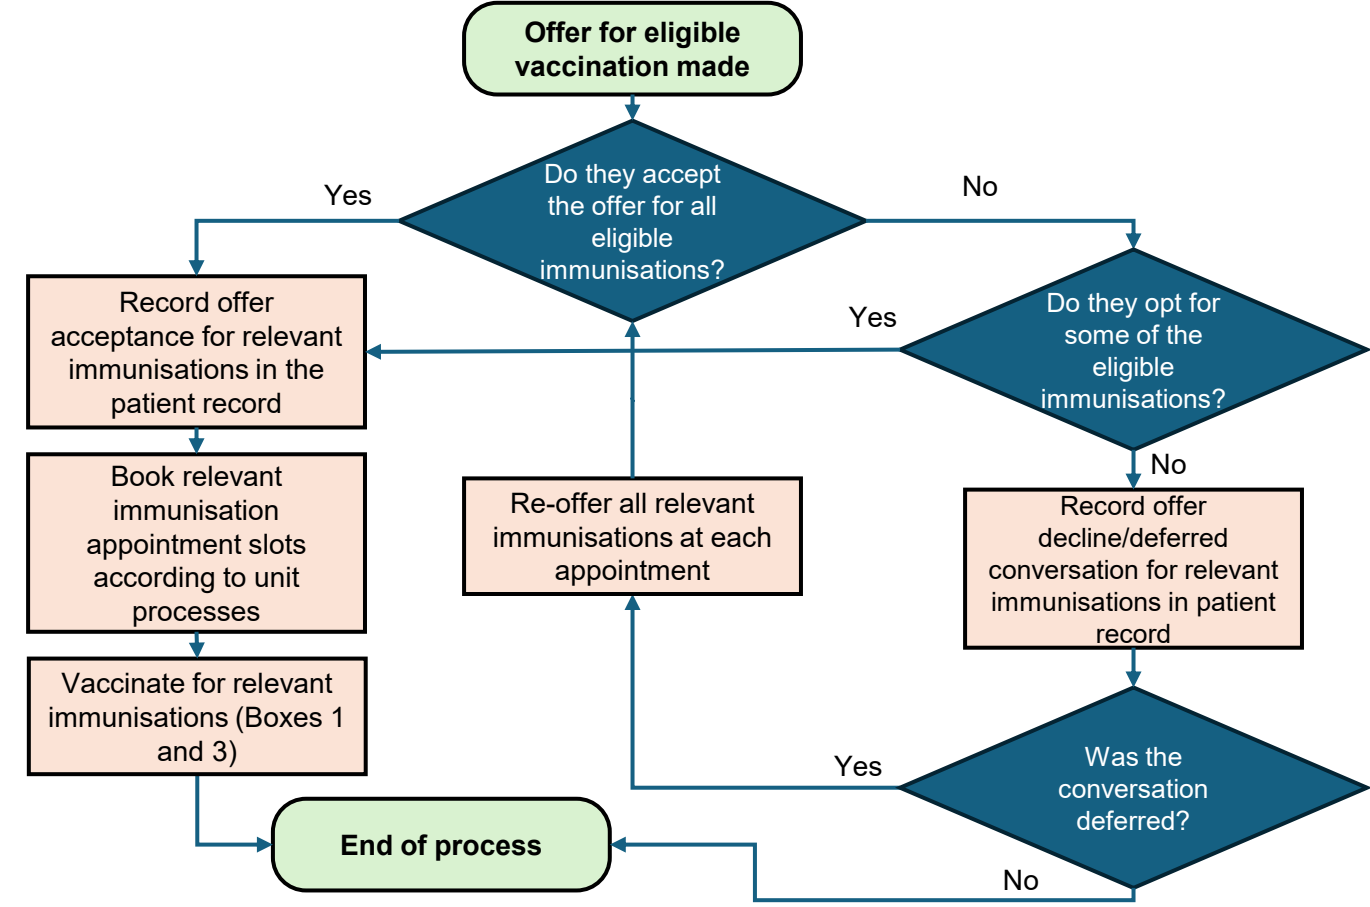 Offer for eligible
vaccination made
Do they accept
the offer for all
eligible
immunisations?
Yes
No
Record offer
acceptance for relevant
immunisations in the
patient record
Do they opt for
some of the
eligible
immunisations?
Yes
No
Book relevant
immunisation
appointment slots
according to unit
processes
Re-offer all relevant
immunisations at each
appointment
Record offer
decline/deferred
conversation for relevant
immunisations in patient
record
Vaccinate for relevant
immunisations (Boxes 1
and 3)
Was the
conversation
deferred?
Yes
No
End of process